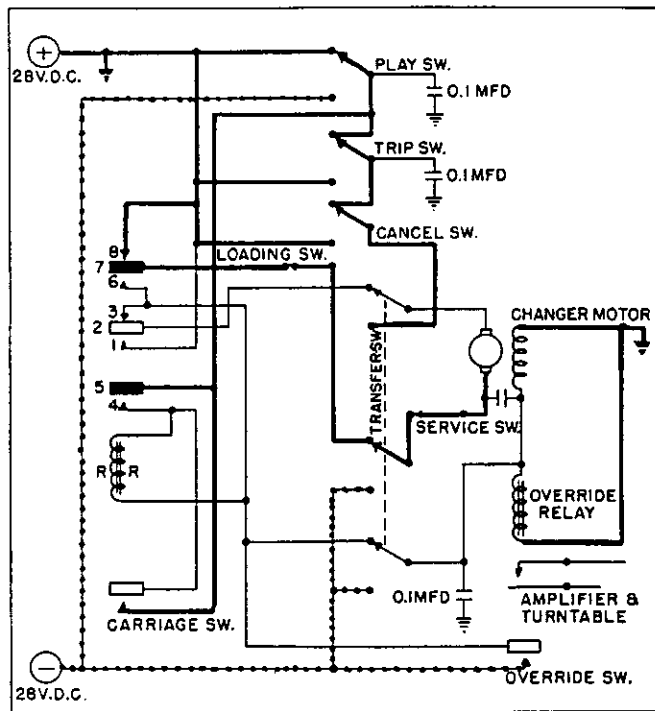 +
28V.D.C.
PLAY SW.
0.1 MFD
TRIP SW.
0.1 MFD
CANCEL SW.
LOADING SW.
8
7
6
3
2
1
CHANGER MOTOR
TRANSFER SW.
5
4
SERVICE SW.
R R
OVERRIDE
RELAY
0.1MFD
AMPLIFIER &
TURNTABLE
CARRIAGE SW.
OVERRIDE SW.
−
28V.D.C.